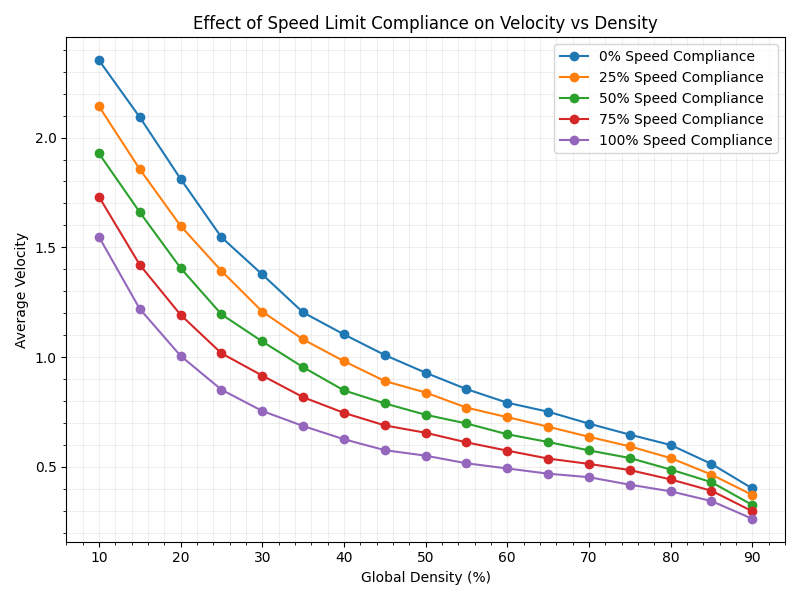 Effect of Speed Limit Compliance on Velocity vs Density
0% Speed Compliance
25% Speed Compliance
50% Speed Compliance
75% Speed Compliance
100% Speed Compliance
Average Velocity
2.0
1.5
1.0
0.5
10 20 30 40 50 60 70 80 90
Global Density (%)